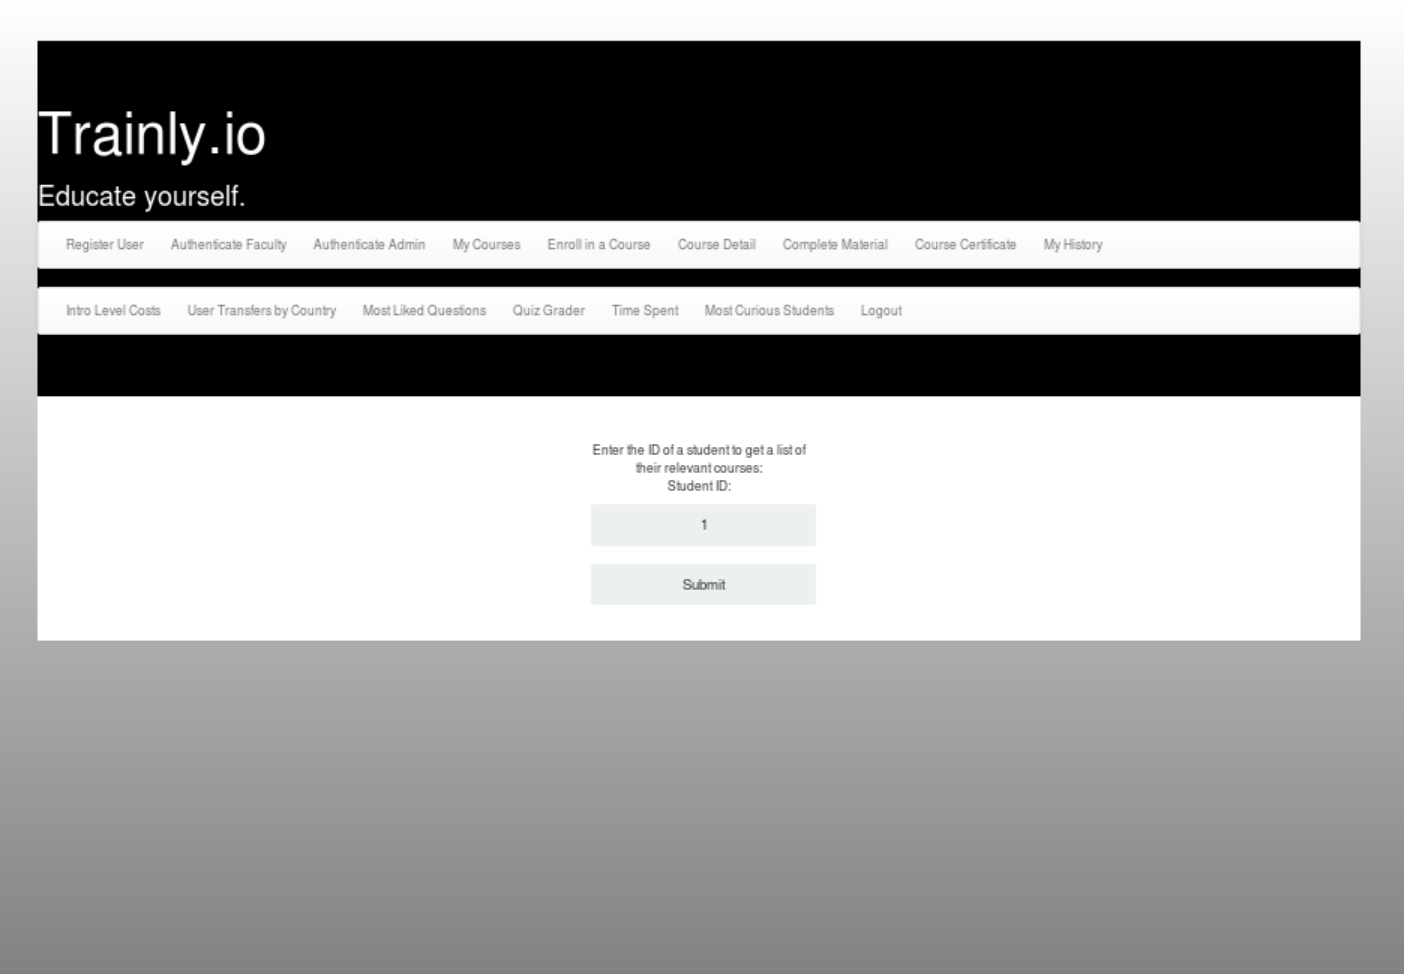 Trainly.io
Educate yourself.
Register User Authenticate Faculty Authenticate Admin My Courses Enroll in a Course Course Detail Complete Material Course Certificate My History
Intro Level Costs User Transfers by Country Most Liked Questions Quiz Grader Time Spent Most Curious Students Logout
Enter the ID of a student to get a list of
their relevant courses:
Student ID:
1
Submit